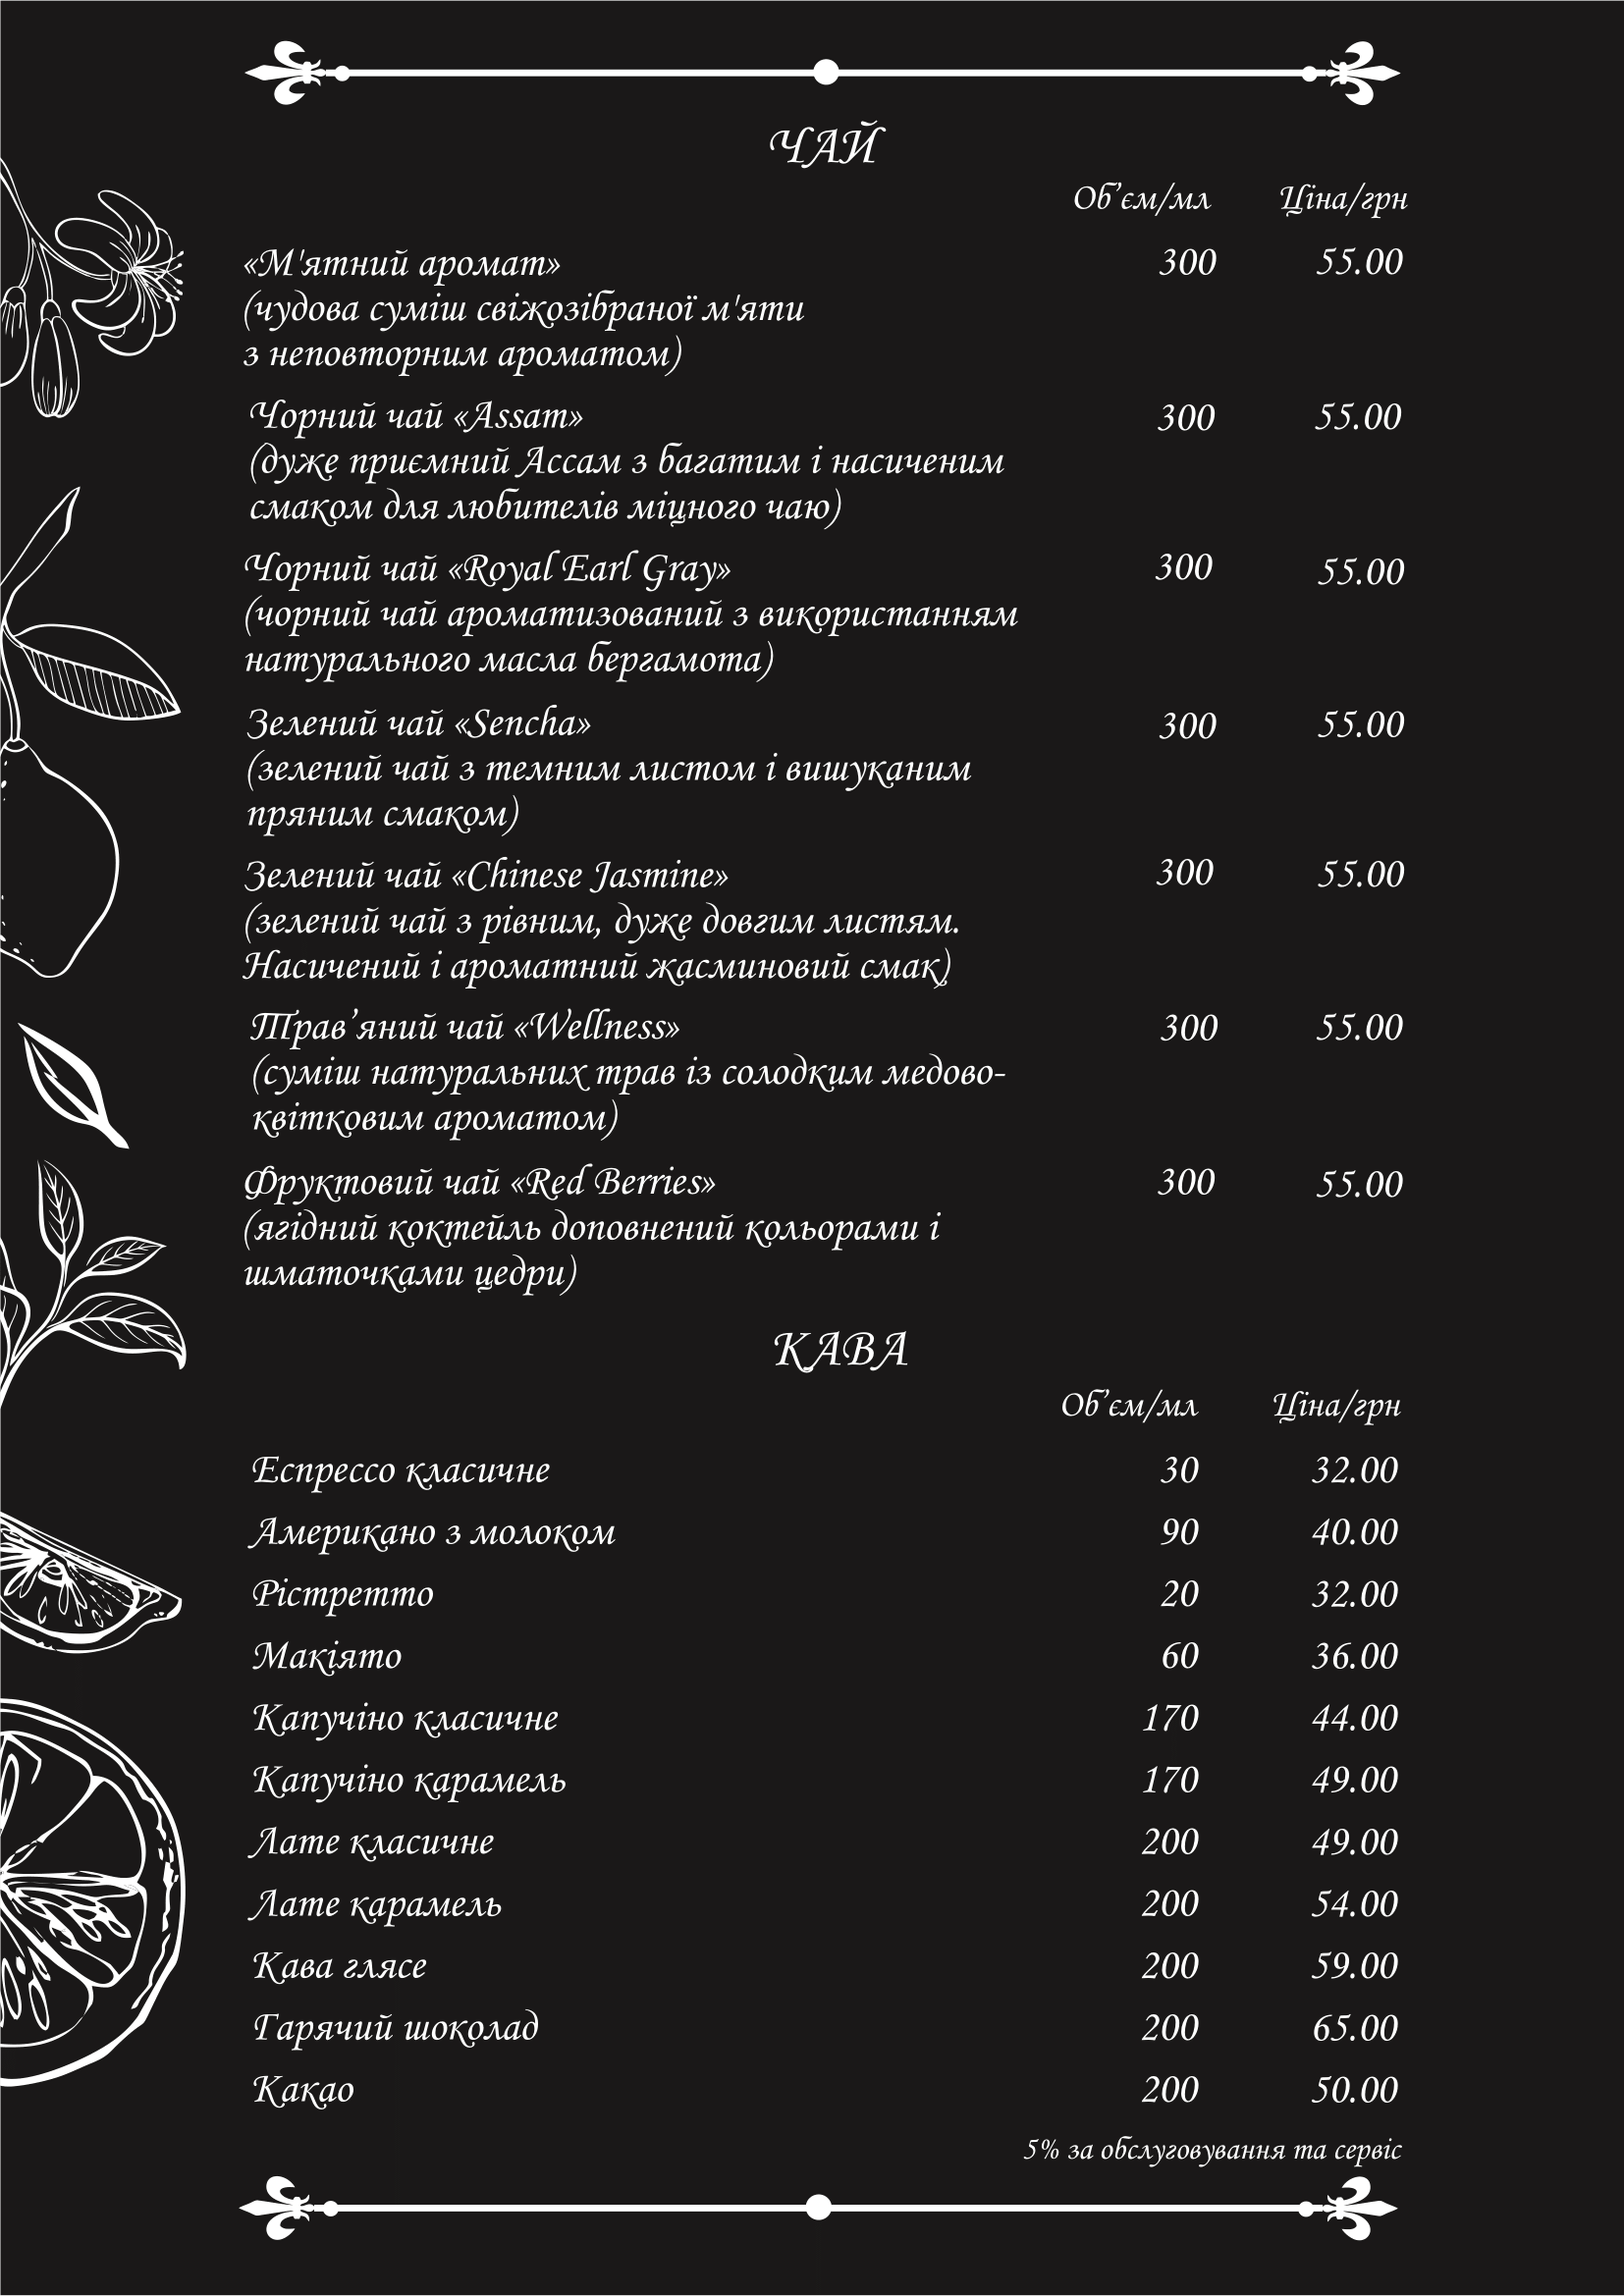 ЧАЙ
Об’єм/мл Ціна/грн
«М'ятний аромат» 300 55.00
(чудова суміш свіжозібраної м'яти
з неповторним ароматом)
Чорний чай «Assam» 300 55.00
(дуже приємний Ассам з багатим і насиченим
смаком для любителів міцного чаю)
Чорний чай «Royal Earl Gray» 300 55.00
(чорний чай ароматизований з використанням
натурального масла бергамота)
Зелений чай «Sencha» 300 55.00
(зелений чай з темним листом і вишуканим
пряним смаком)
Зелений чай «Chinese Jasmine» 300 55.00
(зелений чай з рівним, дуже довгим листям.
Насичений і ароматний жасминовий смак)
Трав’яний чай «Wellness» 300 55.00
(суміш натуральних трав із солодким медово-
квітковим ароматом)
Фруктовий чай «Red Berries» 300 55.00
(ягідний коктейль доповнений кольорами і
шматочками цедри)
КАВА
Об’єм/мл Ціна/грн
Еспрессо класичне 30 32.00
Американо з молоком 90 40.00
Рістретто 20 32.00
Макіято 60 36.00
Капучіно класичне 170 44.00
Капучіно карамель 170 49.00
Лате класичне 200 49.00
Лате карамель 200 54.00
Кава глясе 200 59.00
Гарячий шоколад 200 65.00
Какао 200 50.00
5% за обслуговування та сервіс